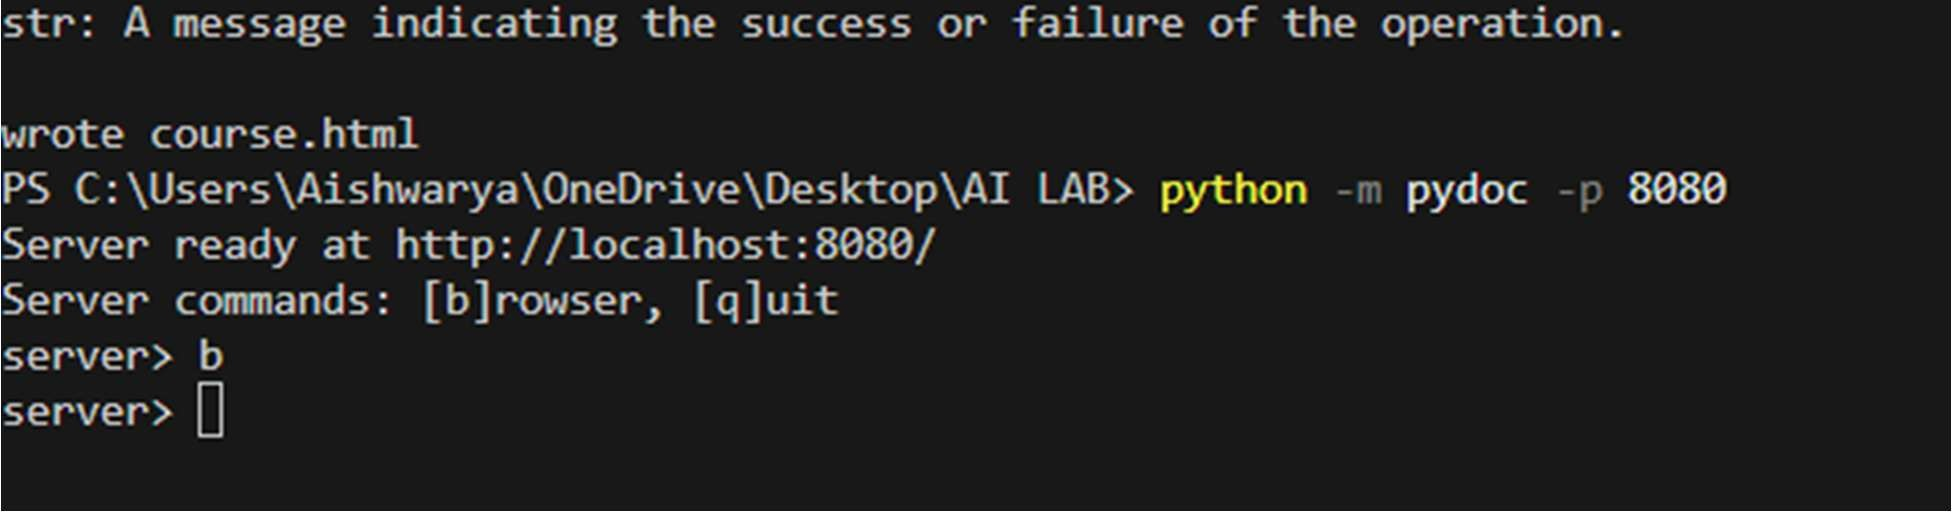 str: A message indicating the success or failure of the operation.
wrote course.html
PS C:\Users\Aishwarya\OneDrive\Desktop\AI LAB> python -m pydoc -p 8080
Server ready at http://localhost:8080/
Server commands: [b]rowser, [q]uit
server> b
server>